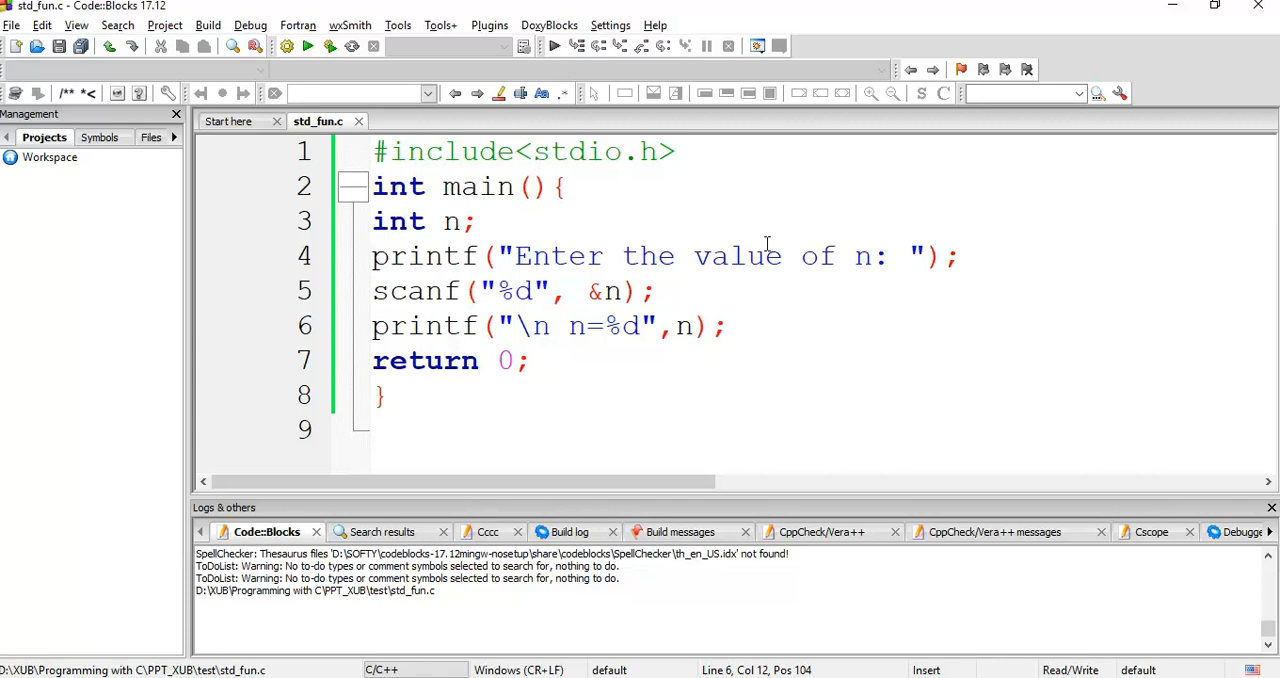 std_fun.c - Code::Blocks 17.12
File Edit View Search Project Build Debug Fortran wxSmith Tools Tools+ Plugins DoxyBlocks Settings Help
/** *<
S C
Management
Start here std_fun.c
Projects Symbols Files
Workspace
1 #include<stdio.h>
2 int main(){
3 int n;
4 printf("Enter the value of n: ");
5 scanf("%d", &n);
6 printf("\n n=%d",n);
7 return 0;
8 }
9
Logs & others
Code::Blocks Search results Cccc Build log Build messages CppCheck/Vera++ CppCheck/Vera++ messages Cscope Debugge
SpellChecker: Thesaurus files 'D:\SOFTY\codeblocks-17.12mingw-nosetup\share\codeblocks\SpellChecker\th_en_US.idx' not found!
ToDoList: Warning: No to-do types or comment symbols selected to search for, nothing to do.
ToDoList: Warning: No to-do types or comment symbols selected to search for, nothing to do.
D:\XUB\Programming with C\PPT_XUB\test\std_fun.c
D:\XUB\Programming with C\PPT_XUB\test\std_fun.c C/C++ Windows (CR+LF) default Line 6, Col 12, Pos 104 Insert Read/Write default